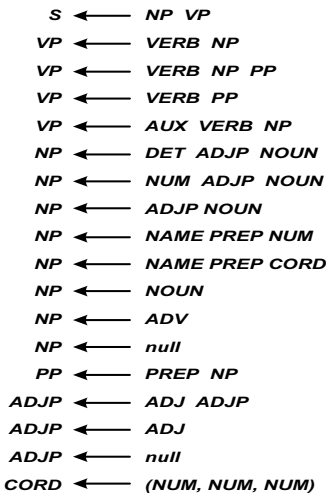 S ← NP VP
VP ← VERB NP
VP ← VERB NP PP
VP ← VERB PP
VP ← AUX VERB NP
NP ← DET ADJP NOUN
NP ← NUM ADJP NOUN
NP ← ADJP NOUN
NP ← NAME PREP NUM
NP ← NAME PREP CORD
NP ← NOUN
NP ← ADV
NP ← null
PP ← PREP NP
ADJP ← ADJ ADJP
ADJP ← ADJ
ADJP ← null
CORD ← (NUM, NUM, NUM)